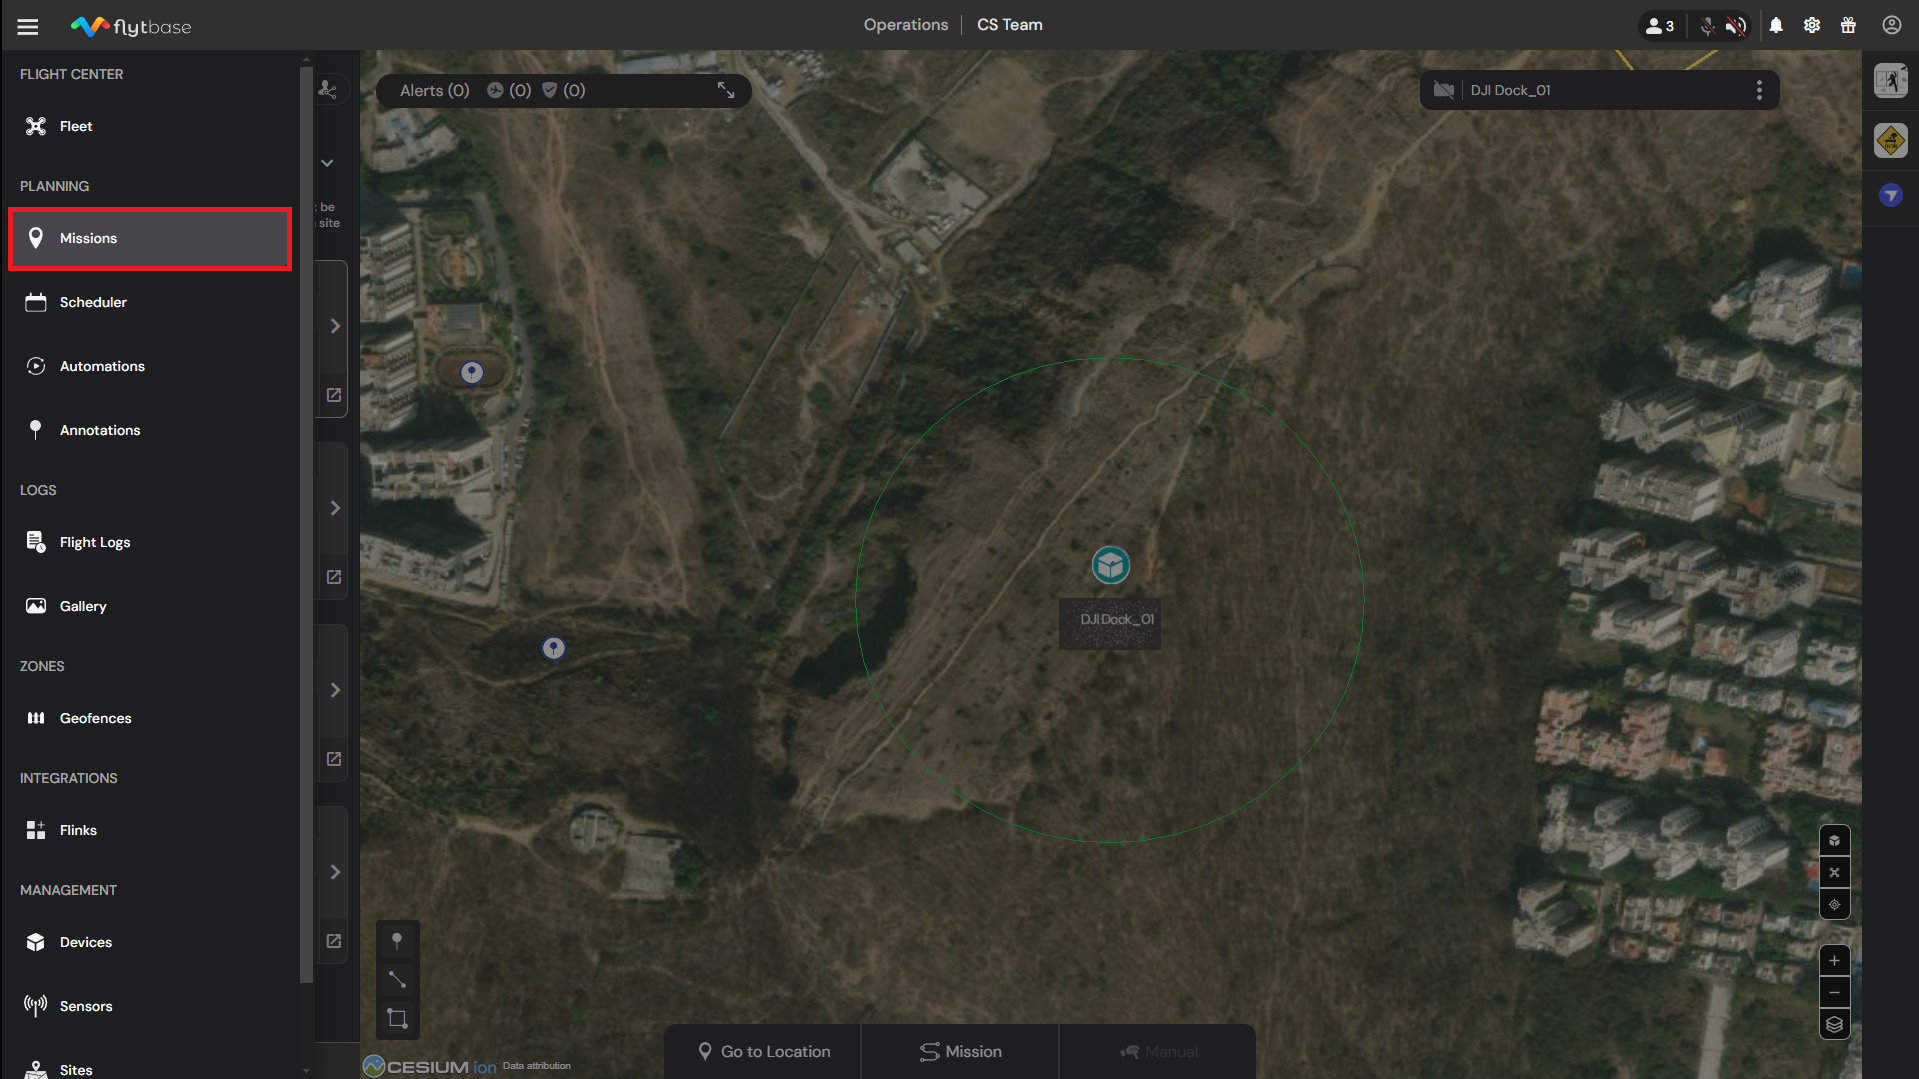 flytbase
Operations
CS Team
3
FLIGHT CENTER
Fleet
PLANNING
Missions
Scheduler
Automations
Annotations
LOGS
Flight Logs
Gallery
ZONES
Geofences
INTEGRATIONS
Flinks
MANAGEMENT
Devices
Sensors
Sites
t be
site
Alerts (0) (0) (0)
DJI Dock_01
DJI Dock_01
Go to Location
Mission
Manual
CESIUM ion Data attribution